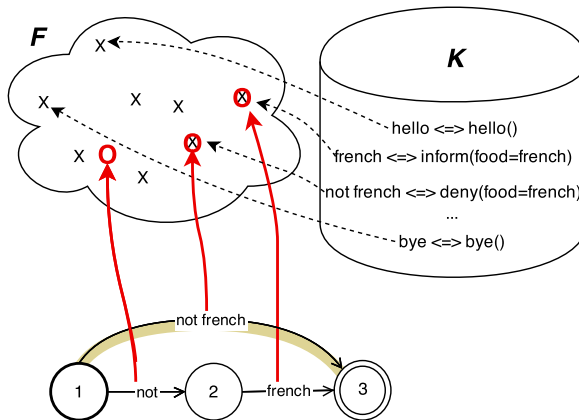 F
K
X
X
X
X
X
X
X
X
X
O
O
O
hello <=> hello()
french <=> inform(food=french)
not french <=> deny(food=french)
...
bye <=> bye()
not french
1
not
2
french
3